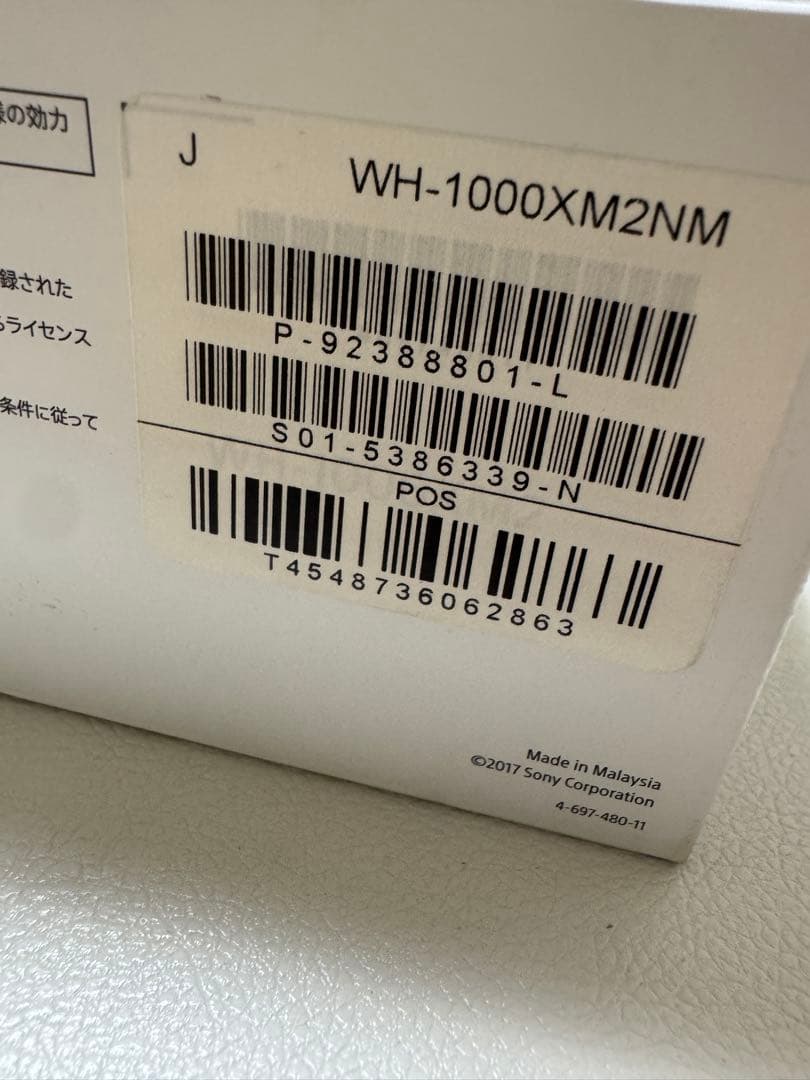 様の効力
J
WH-1000XM2NM
録された
るライセンス
P-92388801-L
条件に従って
S01-5386339-N
POS
T4548736062863
Made in Malaysia
©2017 Sony Corporation
4-697-480-11